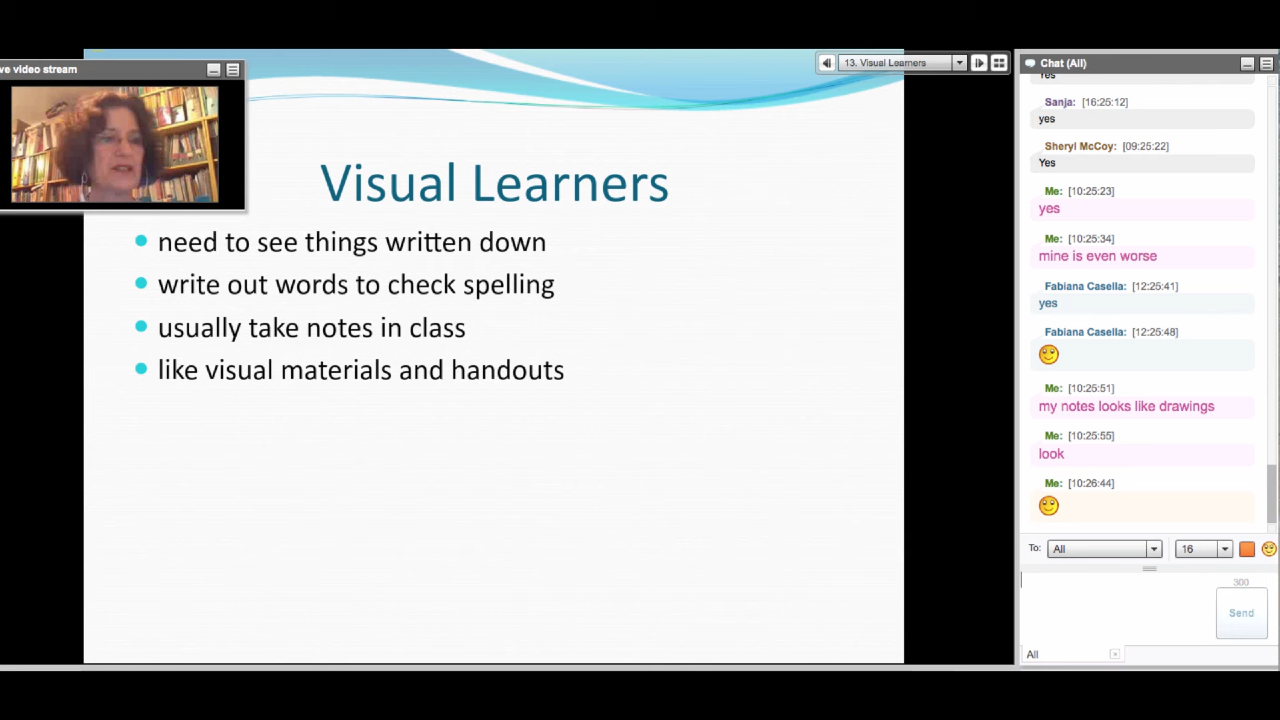 ve video stream
13. Visual Learners
Visual Learners
need to see things written down
write out words to check spelling
usually take notes in class
like visual materials and handouts
Chat (All)
Yes
Sanja: [16:25:12]
yes
Sheryl McCoy: [09:25:22]
Yes
Me: [10:25:23]
yes
Me: [10:25:34]
mine is even worse
Fabiana Casella: [12:25:41]
yes
Fabiana Casella: [12:25:48]
Me: [10:25:51]
my notes looks like drawings
Me: [10:25:55]
look
Me: [10:26:44]
To: All 16
300
Send
All